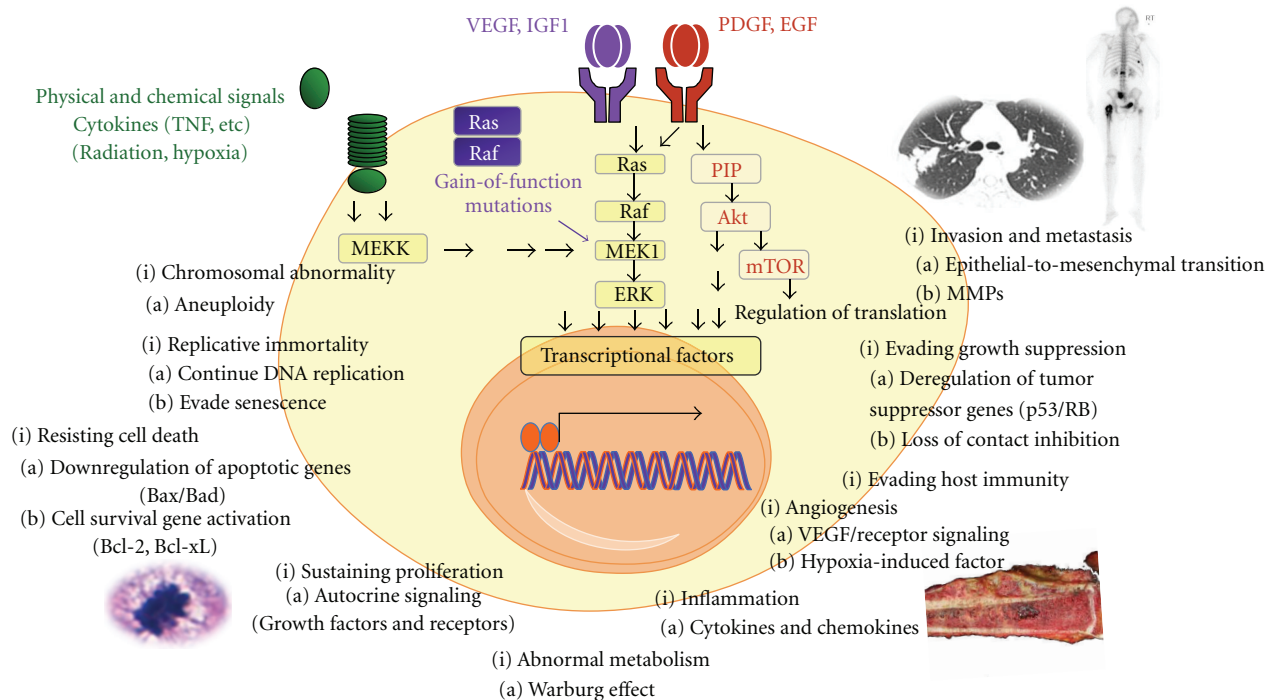 VEGF, IGF1
PDGF, EGF
RT
Physical and chemical signals
Cytokines (TNF, etc)
(Radiation, hypoxia)
Ras
Raf
Gain-of-function
mutations
Ras
Raf
MEK1
ERK
PIP
Akt
mTOR
Regulation of translation
MEKK
Transcriptional factors
(i) Chromosomal abnormality
(a) Aneuploidy
(i) Replicative immortality
(a) Continue DNA replication
(b) Evade senescence
(i) Resisting cell death
(a) Downregulation of apoptotic genes
(Bax/Bad)
(b) Cell survival gene activation
(Bcl-2, Bcl-xL)
(i) Sustaining proliferation
(a) Autocrine signaling
(Growth factors and receptors)
(i) Abnormal metabolism
(a) Warburg effect
(i) Inflammation
(a) Cytokines and chemokines
(i) Invasion and metastasis
(a) Epithelial-to-mesenchymal transition
(b) MMPs
(i) Evading growth suppression
(a) Deregulation of tumor
suppressor genes (p53/RB)
(b) Loss of contact inhibition
(i) Evading host immunity
(i) Angiogenesis
(a) VEGF/receptor signaling
(b) Hypoxia-induced factor